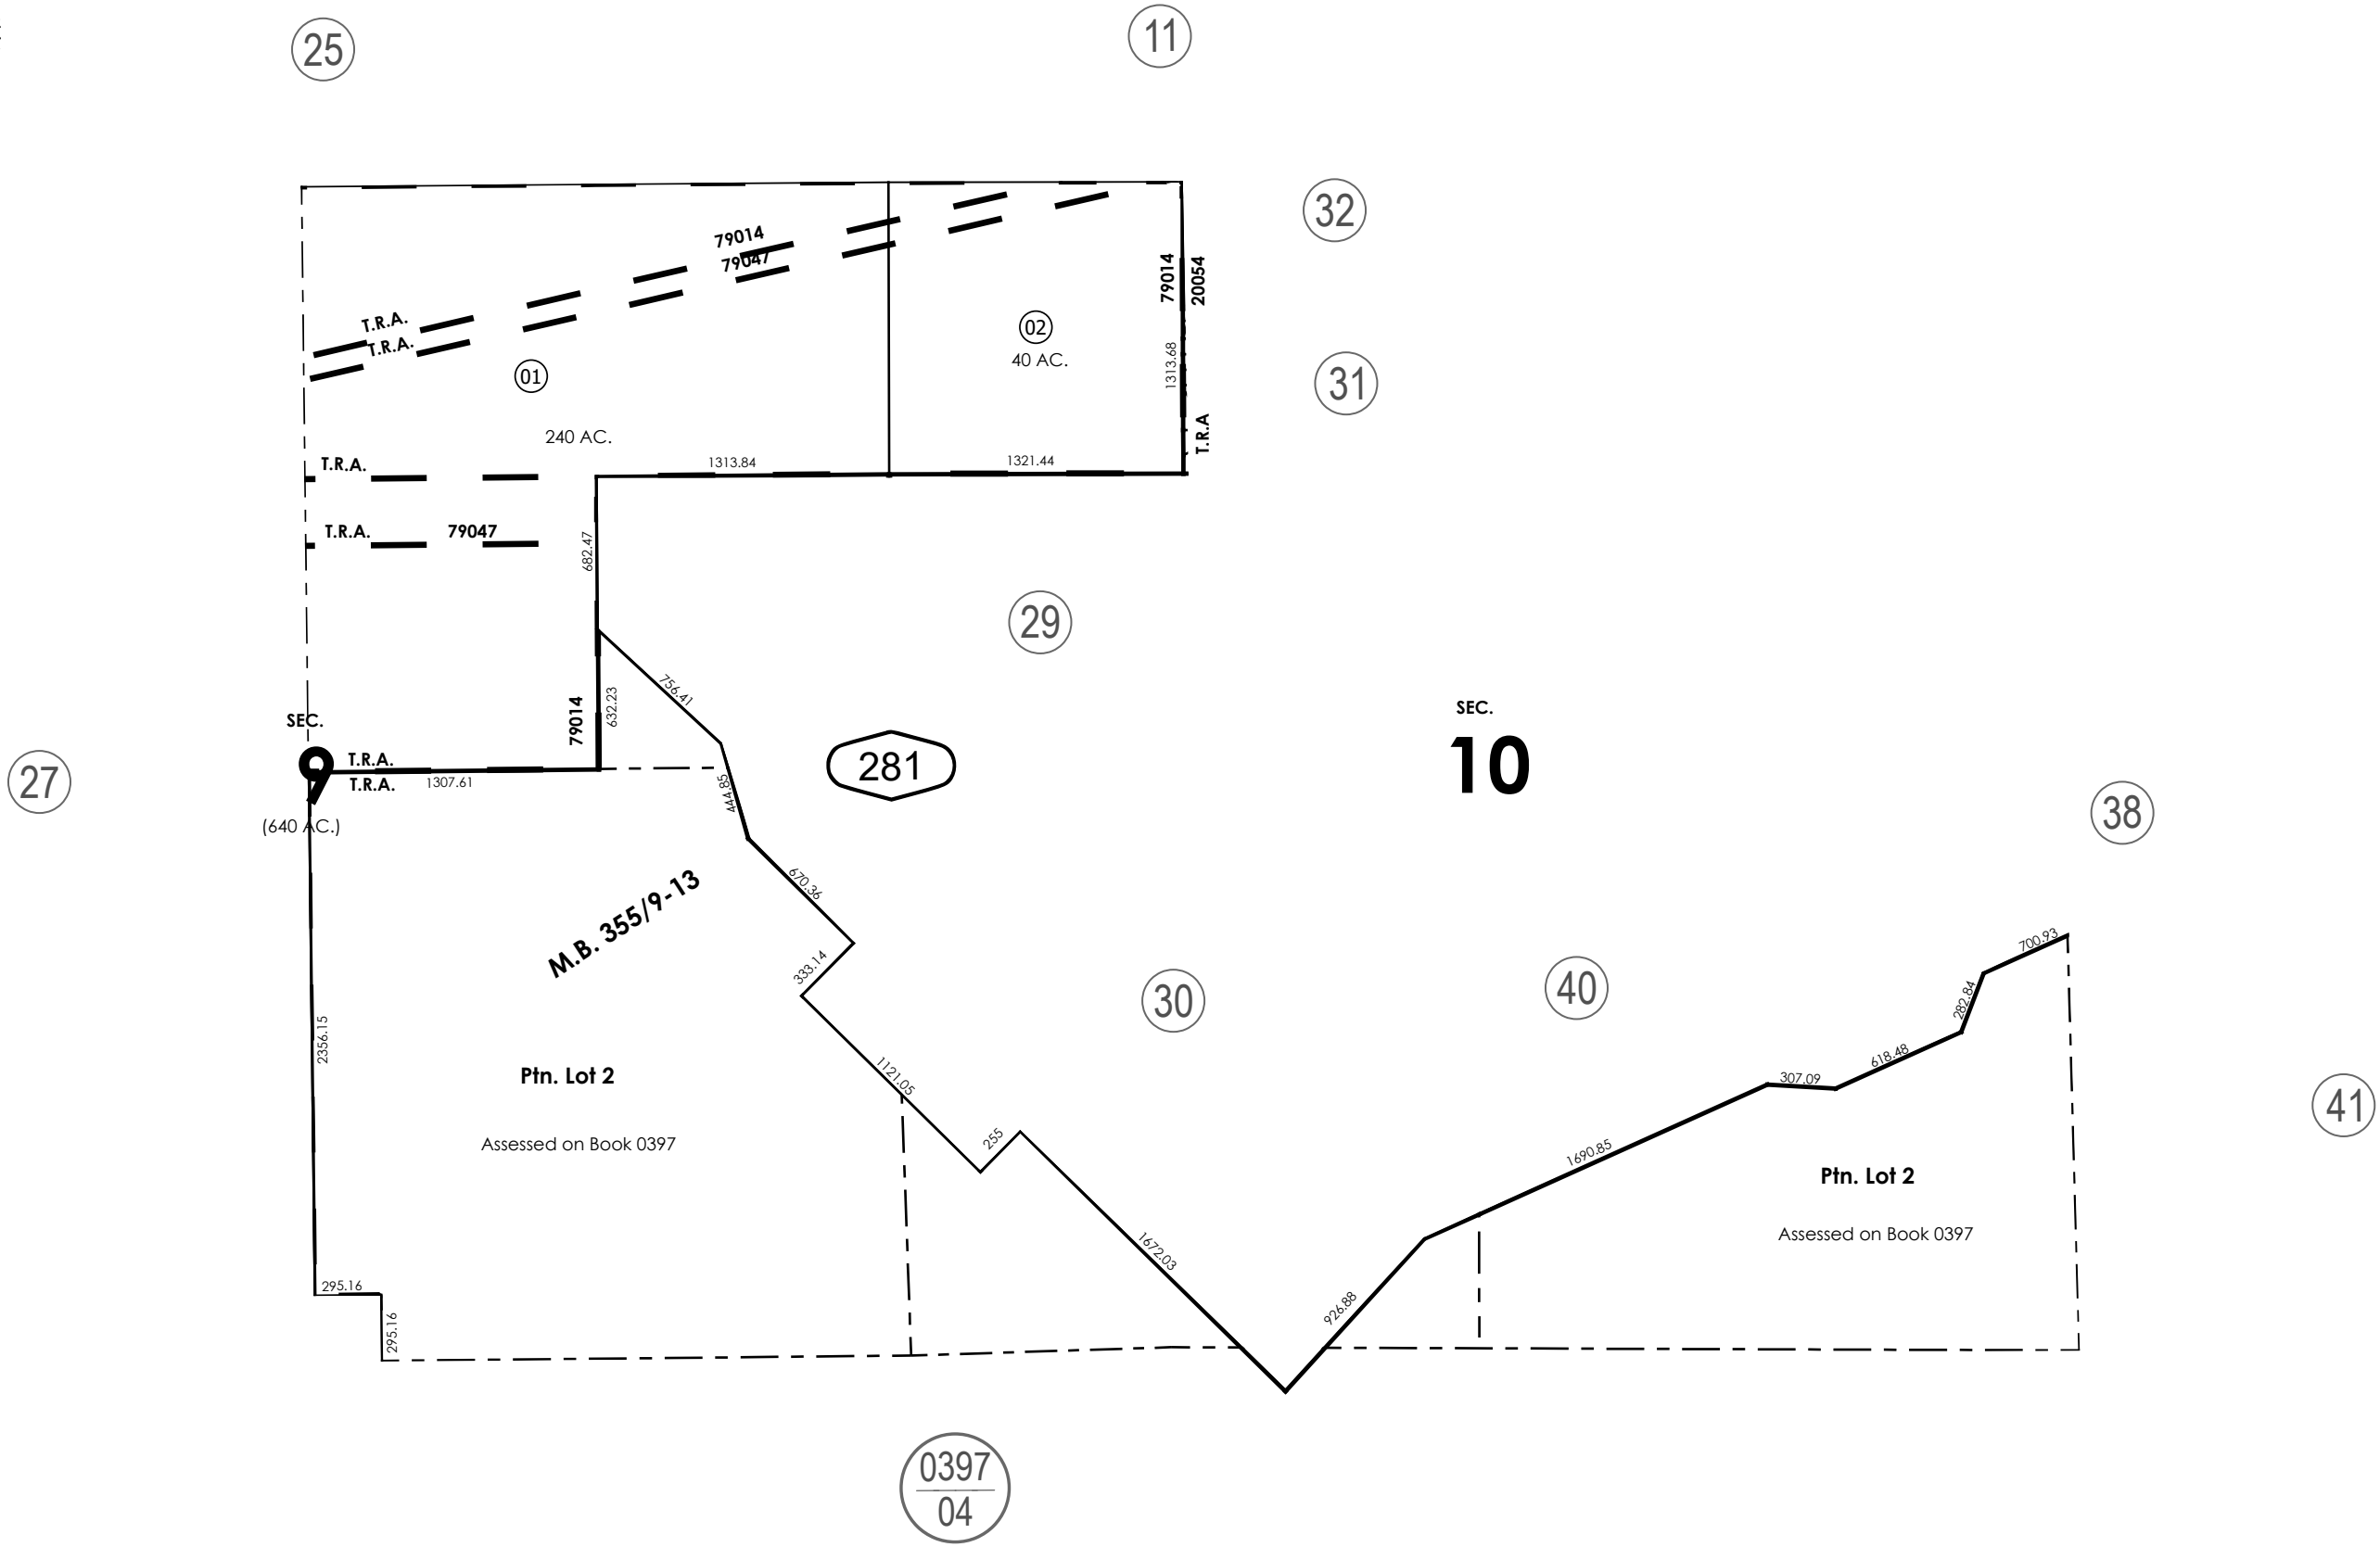 25
11
32
79014
79047
79014
20054
T.R.A.
T.R.A.
02
40 AC.
1313.68
01
31
240 AC.
T.R.A
T.R.A.
1313.84
1321.44
T.R.A.
79047
682.47
29
756.41
632.23
79014
SEC.
9
(640 AC.)
T.R.A.
T.R.A.
1307.61
444.85
281
SEC.
10
27
38
670.36
M.B. 355/9-13
333.14
30
40
700.93
282.84
2356.15
618.48
307.09
1121.05
Ptn. Lot 2
Assessed on Book 0397
255
41
1690.85
Ptn. Lot 2
Assessed on Book 0397
1672.03
926.88
295.16
295.16
0397
04